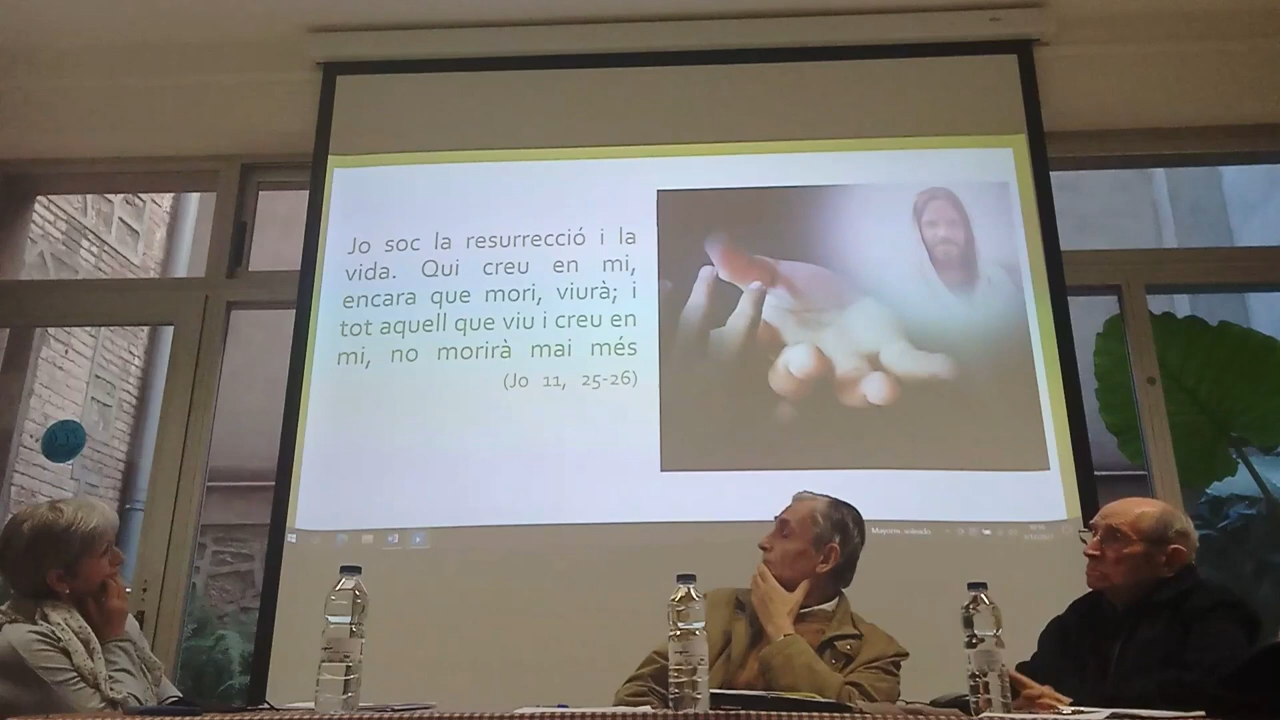 Jo soc la resurrecció i la
vida. Qui creu en mi,
encara que mori, viurà; i
tot aquell que viu i creu en
mi, no morirà mai més
(Jo 11, 25-26)